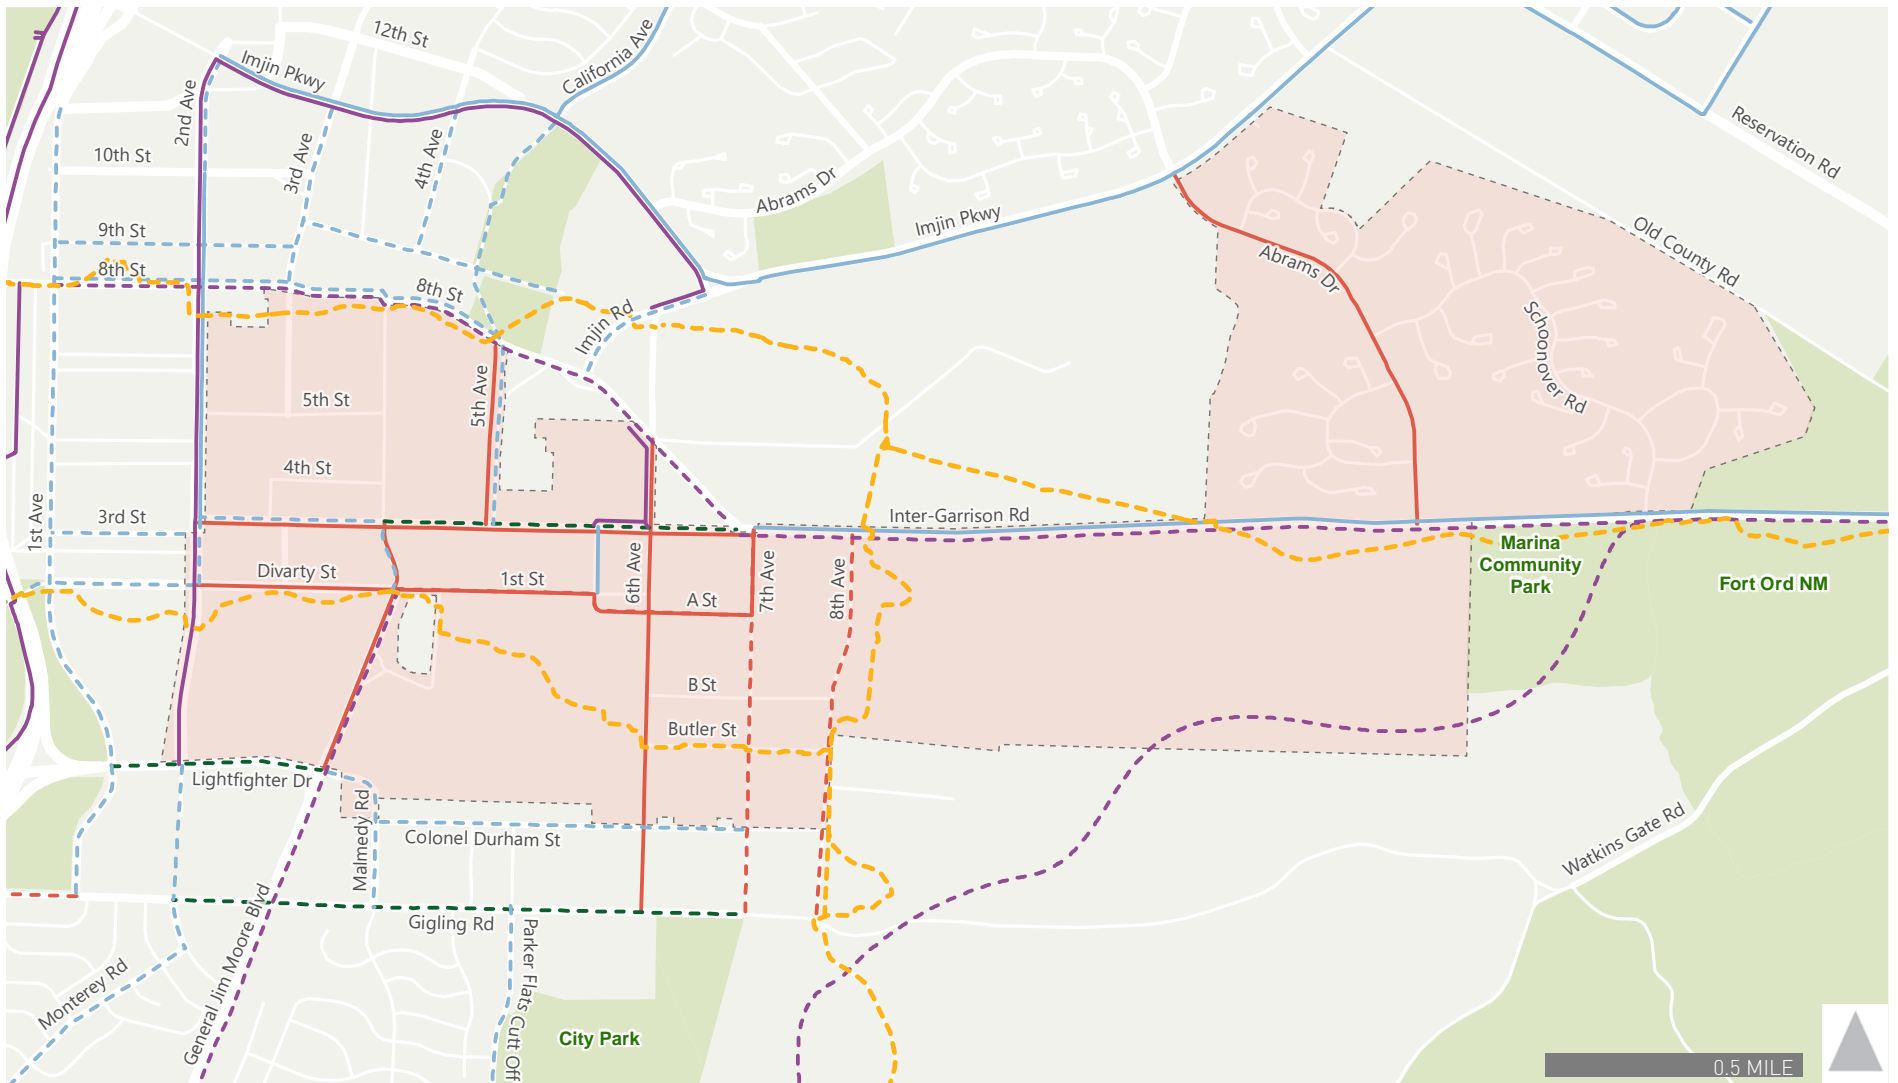 12th St
California Ave
Imjin Pkwy
2nd Ave
10th St
3rd Ave
4th Ave
Abrams Dr
Imjin Pkwy
Reservation Rd
9th St
8th St
8th St
Imjin Rd
Abrams Dr
Old County Rd
Schoonover Rd
5th St
5th Ave
4th St
3rd St
1st Ave
Inter-Garrison Rd
Divarty St
1st St
6th Ave
A St
7th Ave
8th Ave
Marina
Community
Park
Fort Ord NM
B St
Butler St
Lightfighter Dr
Malmedy Rd
Colonel Durham St
Watkins Gate Rd
Gigling Rd
General Jim Moore Blvd
Parker Flats Cutt Off
Monterey Rd
City Park
0.5 MILE